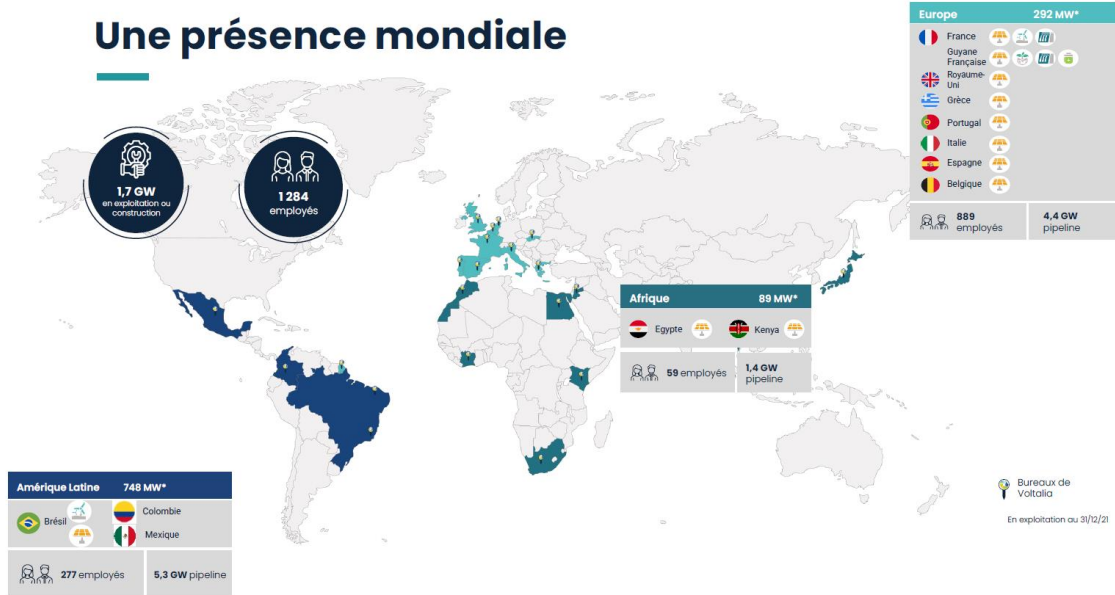 Une présence mondiale
1,7 GW
en exploitation ou
construction
1 284
employés
Europe 292 MW*
France
Guyane
Française
Royaume-
Uni
Grèce
Portugal
Italie
Espagne
Belgique
889
employés
4,4 GW
pipeline
Afrique 89 MW*
Egypte Kenya
59 employés
1,4 GW
pipeline
Amérique Latine 748 MW*
Brésil
Colombie
Mexique
277 employés 5,3 GW pipeline
Bureaux de
Voltalia
En exploitation au 31/12/21